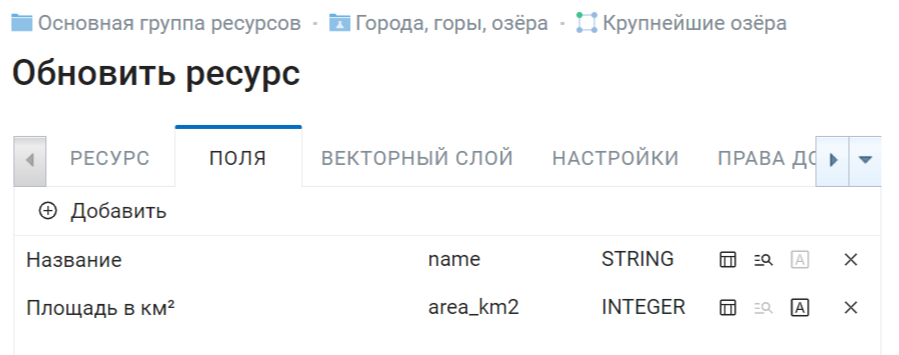 Основная группа ресурсов · Города, горы, озёра · Крупнейшие озёра
Обновить ресурс
РЕСУРС ПОЛЯ ВЕКТОРНЫЙ СЛОЙ НАСТРОЙКИ ПРАВА ДО
Добавить
Название name STRING A
Площадь в км² area_km2 INTEGER A